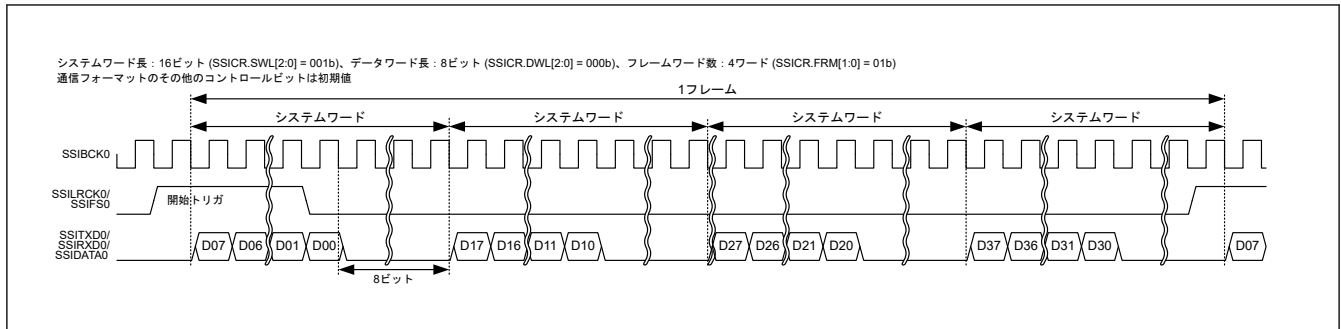 システムワード長：16ビット (SSICR.SWL[2:0] = 001b)、データワード長：8ビット (SSICR.DWL[2:0] = 000b)、フレームワード数：4ワード (SSICR.FRM[1:0] = 01b)
通信フォーマットのその他のコントロールビットは初期値
1フレーム
システムワード システムワード システムワード システムワード
SSIBCK0
SSILRCK0/
SSIFS0
開始トリガ
SSITXD0/
SSIRXD0/
SSIDATA0
D07 D06 D01 D00 D17 D16 D11 D10 D27 D26 D21 D20 D37 D36 D31 D30 D07
8ビット